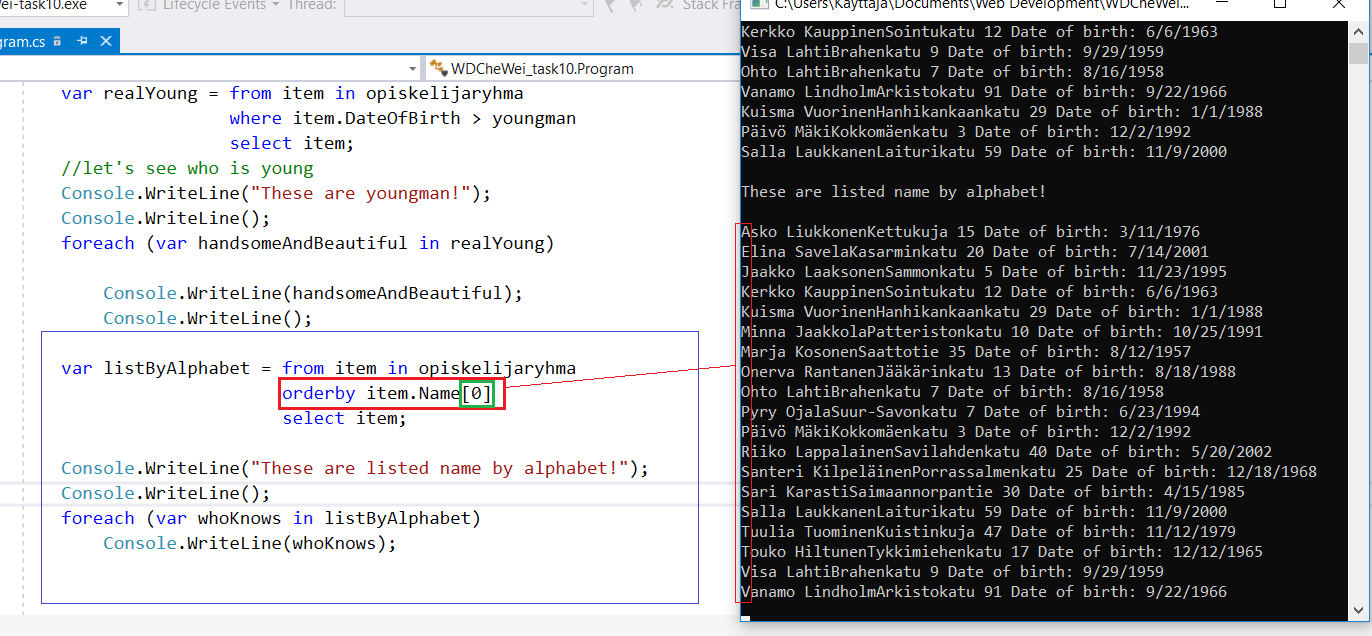 Wei-task10.exe
Lifecycle Events
Thread:
Stack Fra
C:\Users\Käyttäjä\Documents\Web Development\WDCheWei...
gram.cs
WDCheWei_task10.Program
var realYoung = from item in opiskelijaryhma
where item.DateOfBirth > youngman
select item;
//let's see who is young
Console.WriteLine("These are youngman!");
Console.WriteLine();
foreach (var handsomeAndBeautiful in realYoung)
Console.WriteLine(handsomeAndBeautiful);
Console.WriteLine();
var listByAlphabet = from item in opiskelijaryhma
orderby item.Name[0]
select item;
Console.WriteLine("These are listed name by alphabet!");
Console.WriteLine();
foreach (var whoKnows in listByAlphabet)
Console.WriteLine(whoKnows);
Kerkko KauppinenSointukatu 12 Date of birth: 6/6/1963
Visa LahtiBrahenkatu 9 Date of birth: 9/29/1959
Ohto LahtiBrahenkatu 7 Date of birth: 8/16/1958
Vanamo LindholmArkistokatu 91 Date of birth: 9/22/1966
Kuisma VuorinenHanhikankaankatu 29 Date of birth: 1/1/1988
Päivö MäkiKokkomäenkatu 3 Date of birth: 12/2/1992
Salla LaukkanenLaiturikatu 59 Date of birth: 11/9/2000
These are listed name by alphabet!
Asko LiukkonenKettukuja 15 Date of birth: 3/11/1976
Elina SavelaKasarminkatu 20 Date of birth: 7/14/2001
Jaakko LaaksonenSammonkatu 5 Date of birth: 11/23/1995
Kerkko KauppinenSointukatu 12 Date of birth: 6/6/1963
Kuisma VuorinenHanhikankaankatu 29 Date of birth: 1/1/1988
Minna JaakkolaPatteristonkatu 10 Date of birth: 10/25/1991
Marja KosonenSaattotie 35 Date of birth: 8/12/1957
Onerva RantanenJääkärinkatu 13 Date of birth: 8/18/1988
Ohto LahtiBrahenkatu 7 Date of birth: 8/16/1958
Pyry OjalaSuur-Savonkatu 7 Date of birth: 6/23/1994
Päivö MäkiKokkomäenkatu 3 Date of birth: 12/2/1992
Riiko LappalainenSavilahdenkatu 40 Date of birth: 5/20/2002
Santeri KilpeläinenPorrassalmenkatu 25 Date of birth: 12/18/1968
Sari KarastiSaimaannorpantie 30 Date of birth: 4/15/1985
Salla LaukkanenLaiturikatu 59 Date of birth: 11/9/2000
Tuulia TuominenKuistinkuja 47 Date of birth: 11/12/1979
Touko HiltunenTykkimiehenkatu 17 Date of birth: 12/12/1965
Visa LahtiBrahenkatu 9 Date of birth: 9/29/1959
Vanamo LindholmArkistokatu 91 Date of birth: 9/22/1966